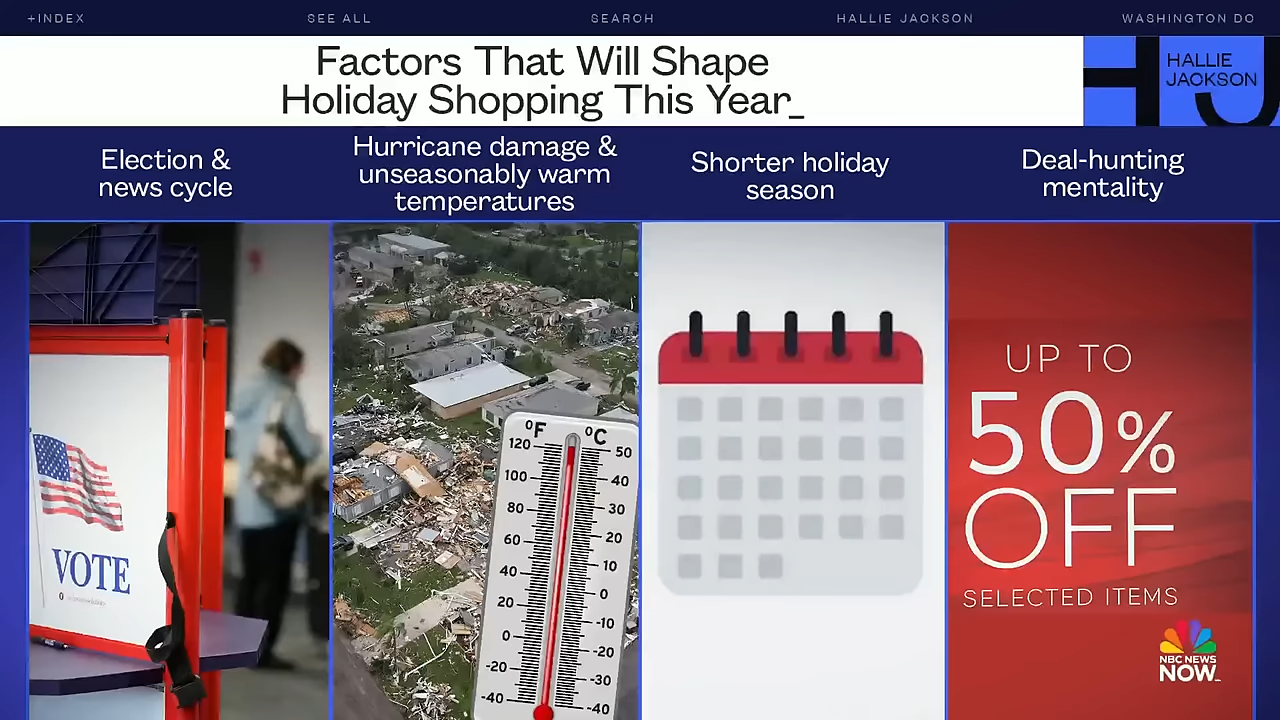 +INDEX
SEE ALL
SEARCH
HALLIE JACKSON
WASHINGTON DO
Factors That Will Shape
Holiday Shopping This Year_
HALLIE
JACKSON
HJ
Election &
news cycle
Hurricane damage &
unseasonably warm
temperatures
Shorter holiday
season
Deal-hunting
mentality
VOTE
°F °C
120 50
100 40
80 30
60 20
40 10
20 0
0 -10
-20 -20
-40 -30
-40
UP TO
50%
OFF
SELECTED ITEMS
NBC NEWS
NOW_